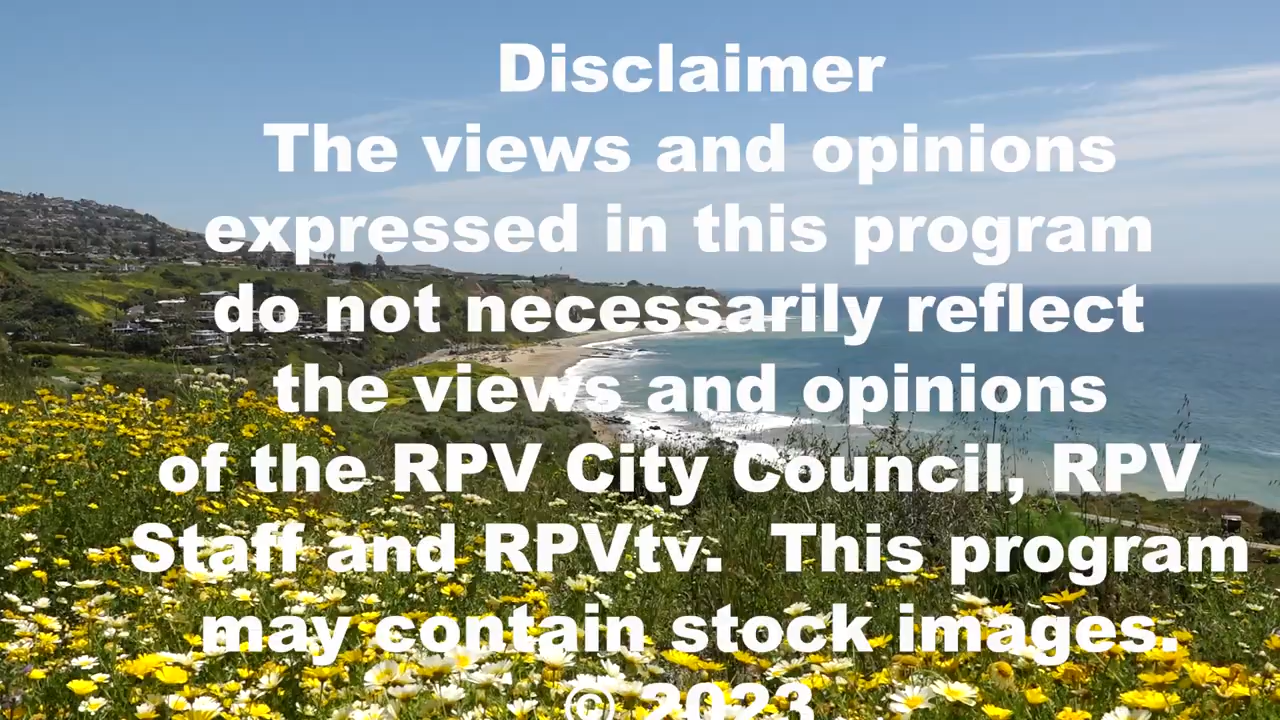 Disclaimer
The views and opinions
expressed in this program
do not necessarily reflect
the views and opinions
of the RPV City Council, RPV
Staff and RPVtv.  This program
may contain stock images.
© 2023